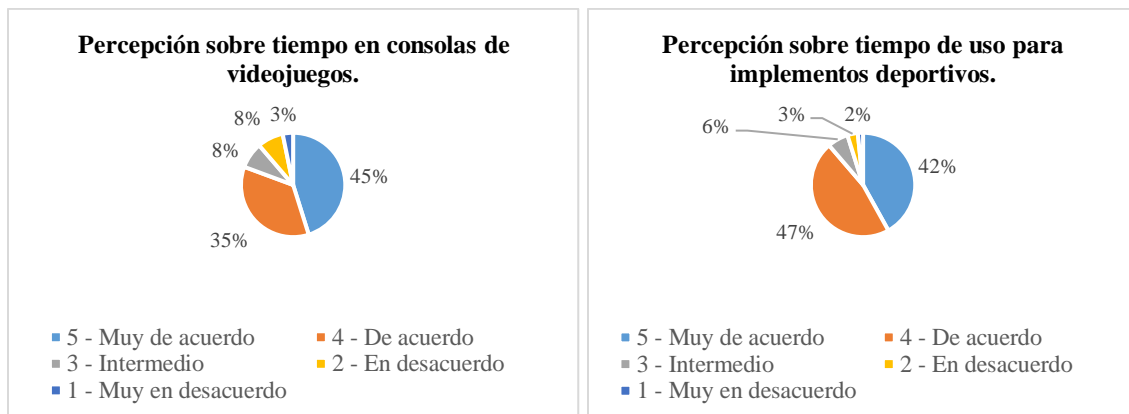 Percepción sobre tiempo en consolas de
videojuegos.
3%
8%
8%
45%
35%
5 - Muy de acuerdo
4 - De acuerdo
3 - Intermedio
2 - En desacuerdo
1 - Muy en desacuerdo
Percepción sobre tiempo de uso para
implementos deportivos.
3%
2%
6%
42%
47%
5 - Muy de acuerdo
4 - De acuerdo
3 - Intermedio
2 - En desacuerdo
1 - Muy en desacuerdo